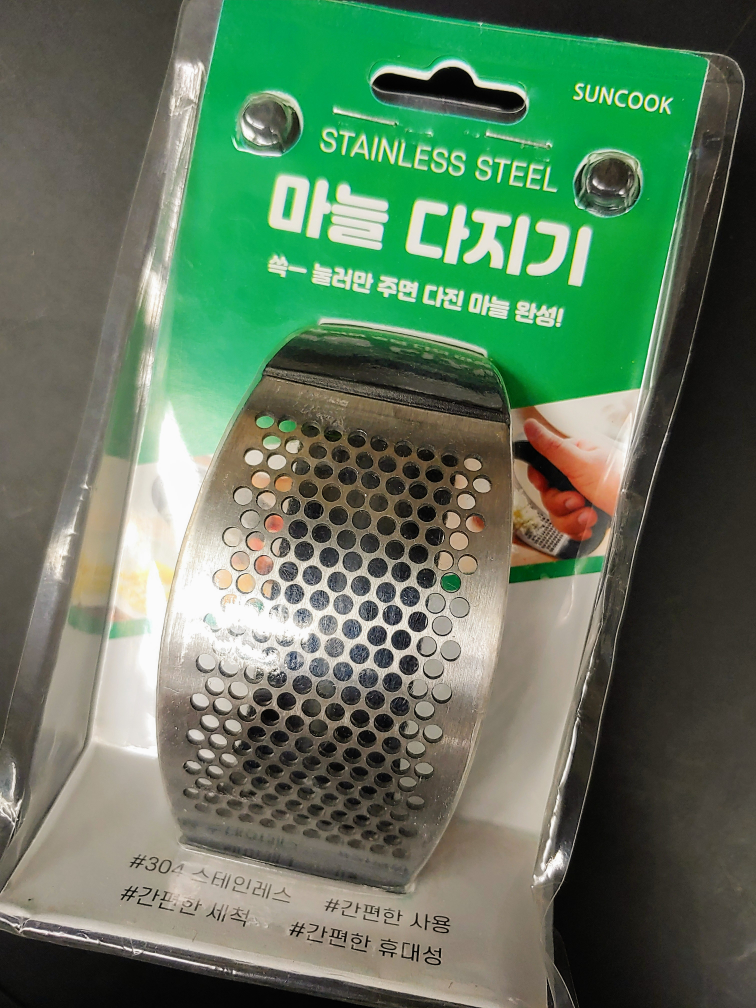 SUNCOOK
STAINLESS STEEL
마늘 다지기
쏙ー 눌러만 주면 다진 마늘 완성!
#304 스테인레스 #간편한 사용
#간편한 세척 #간편한 휴대성